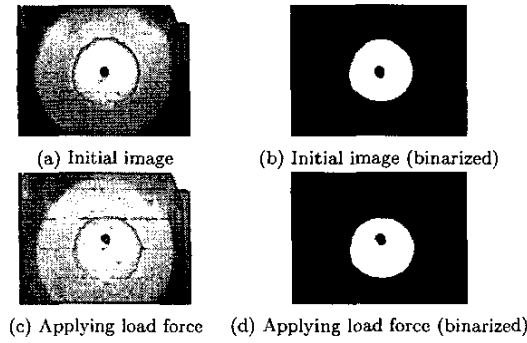 (a) Initial image
(b) Initial image (binarized)
(c) Applying load force
(d) Applying load force (binarized)